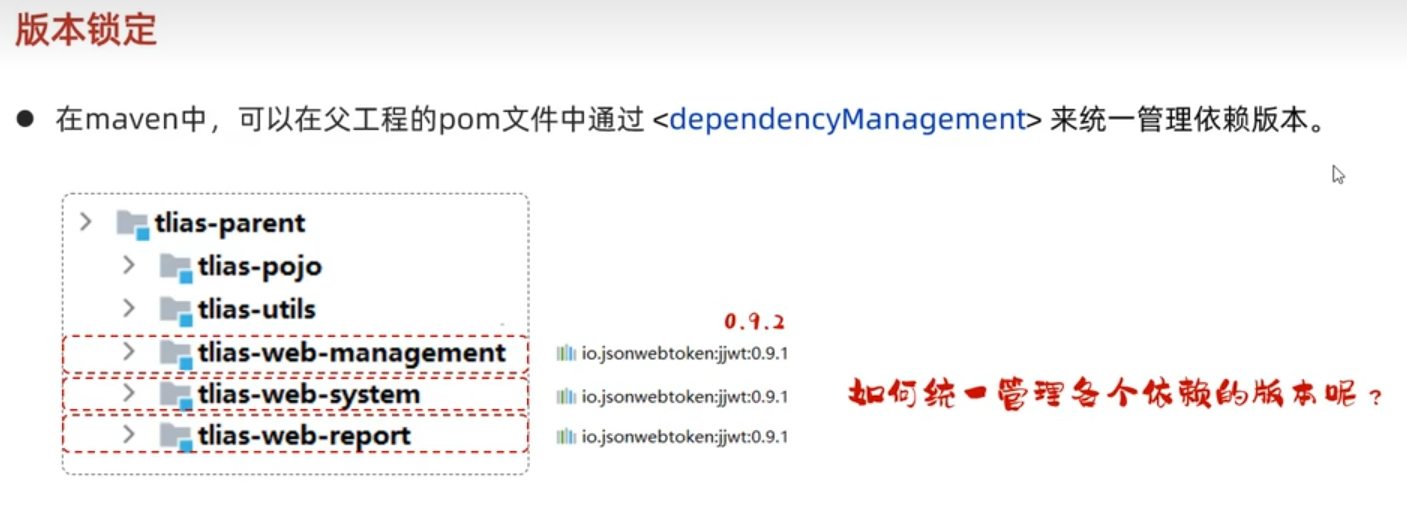 版本锁定
● 在maven中，可以在父工程的pom文件中通过 <dependencyManagement> 来统一管理依赖版本。
tlias-parent
tlias-pojo
tlias-utils
0.9.2
tlias-web-management io.jsonwebtoken:jjwt:0.9.1
tlias-web-system io.jsonwebtoken:jjwt:0.9.1
如何统一管理各个依赖的版本呢？
tlias-web-report io.jsonwebtoken:jjwt:0.9.1